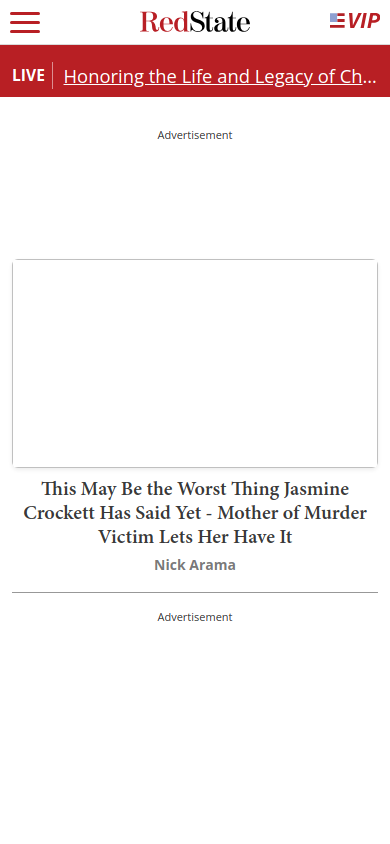 RedState
VIP
LIVE
Honoring the Life and Legacy of Ch...
Advertisement
This May Be the Worst Thing Jasmine
Crockett Has Said Yet - Mother of Murder
Victim Lets Her Have It
Nick Arama
Advertisement